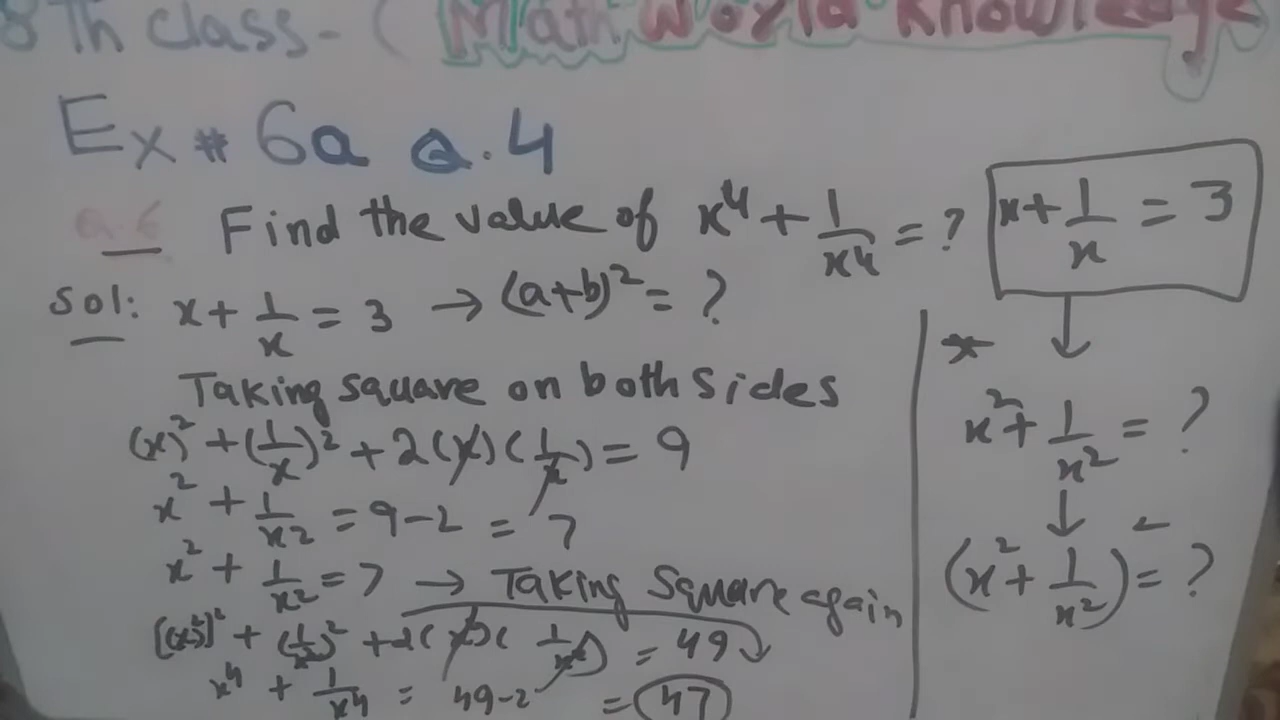 8th class- (Math World Knowledge
Ex # 6a Q.4
Q.6 Find the value of x⁴ + 1/x⁴ = ? x + 1/x = 3
Sol: x + 1/x = 3 → (a+b)² = ?
Taking square on both sides
(x)² + (1/x)² + 2(x)(1/x) = 9
x² + 1/x² = 9-2 = 7
x² + 1/x² = 7 → Taking square again
[(x²)]² + (1/x²)² + 2(x²)(1/x²) = 49
x⁴ + 1/x⁴ = 49-2 = 47
*
↓
x² + 1/x² = ?
↓
(x² + 1/x²)² = ?